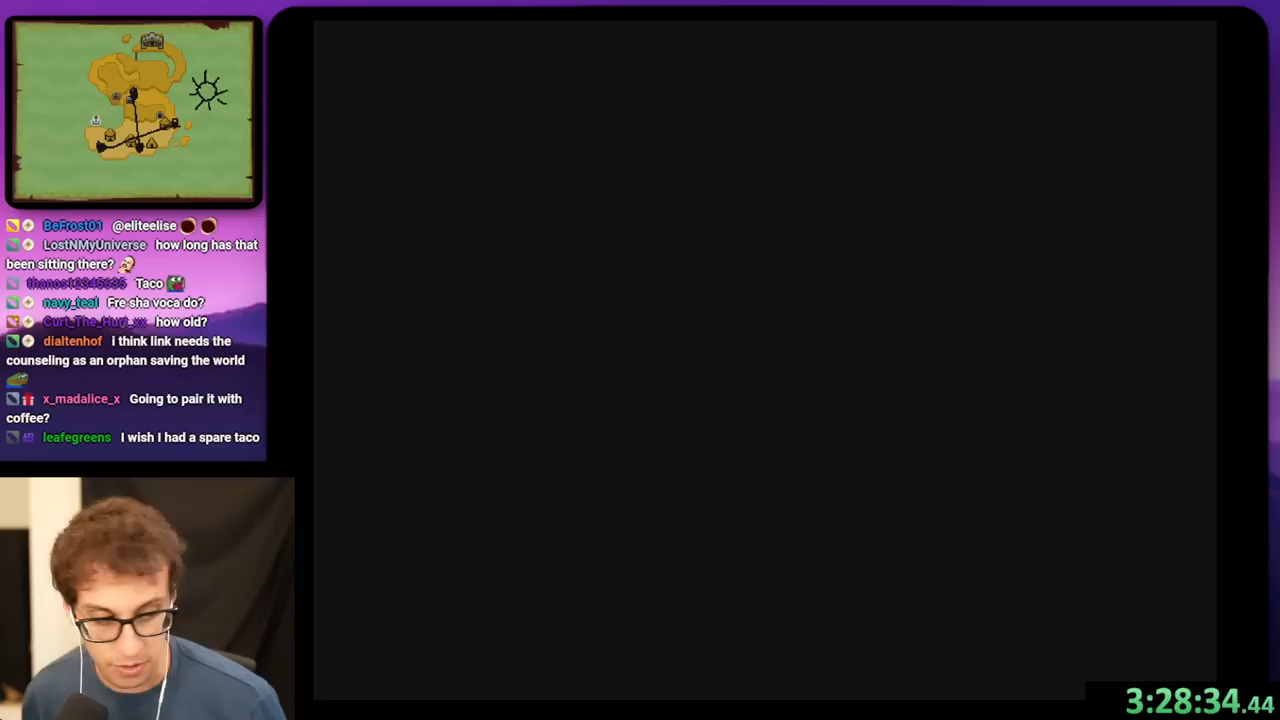 BeFrost01 @eliteelise
LostNMyUniverse how long has that
been sitting there?
thanos12345635 Taco
navy_teal Fre sha voca do?
Curt_The_Hurt_xx how old?
dialtenhof i think link needs the
counseling as an orphan saving the world
x_madalice_x Going to pair it with
coffee?
leafegreens I wish I had a spare taco
3:28:34.44